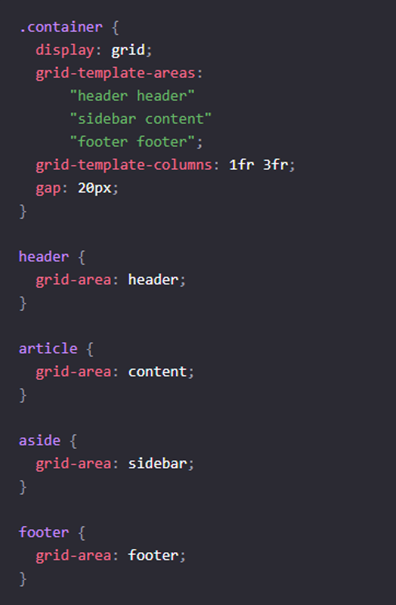 .container {
  display: grid;
  grid-template-areas:
      "header header"
      "sidebar content"
      "footer footer";
  grid-template-columns: 1fr 3fr;
  gap: 20px;
}

header {
  grid-area: header;
}

article {
  grid-area: content;
}

aside {
  grid-area: sidebar;
}

footer {
  grid-area: footer;
}